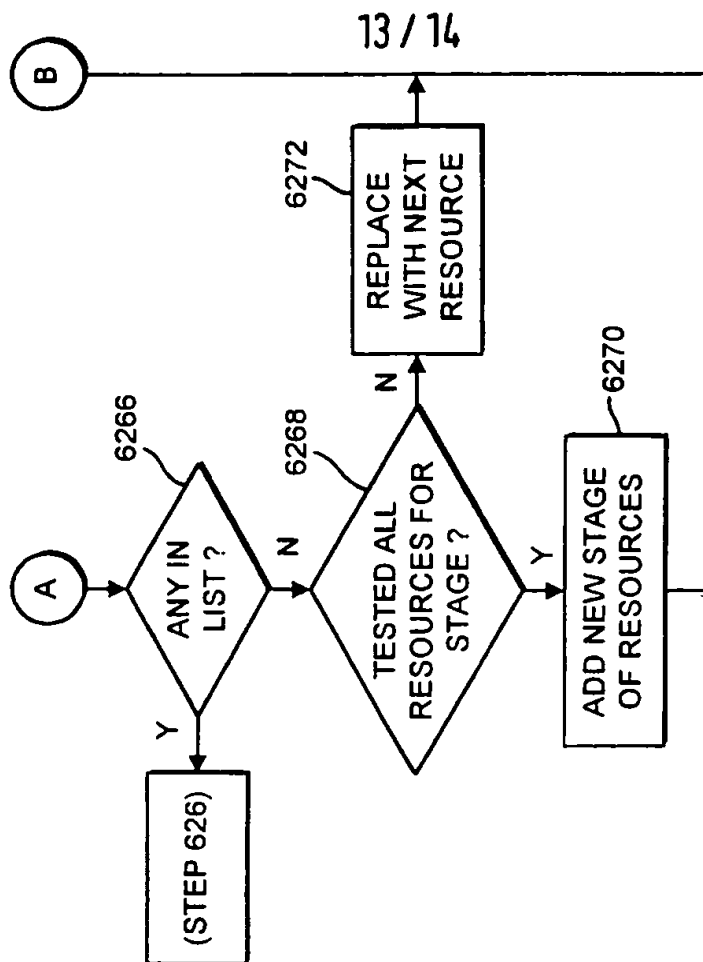 13 / 14
A
B
6266
ANY IN
LIST ?
Y
N
(STEP 626)
6268
TESTED ALL
RESOURCES FOR
STAGE ?
N
Y
6272
REPLACE
WITH NEXT
RESOURCE
6270
ADD NEW STAGE
OF RESOURCES